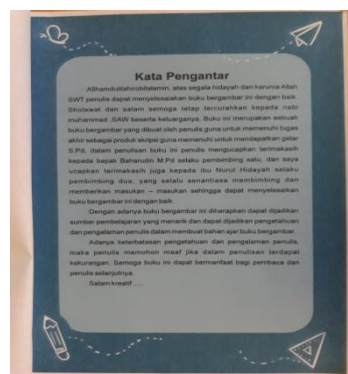 Kata Pengantar
Allhamdulilahirobilalamin, atas segala hidayah dan karunia Allah
SWT penulis dapat menyelesaikan buku bergambar ini dengan baik.
Sholawat dan salam semoga tetap tercurahkan kepada nabi
muhammad ,SAW beserta keluarganya. Buku ini merupakan sebuah
buku bergambar yang dibuat oleh penulis guna untuk memenuhi tugas
akhir sebagai produk skripsi guna memenuhi untuk mendapatkan gelar
S.Pd, dalam penulisan buku ini penulis mengucapkan terimakasih
kepada bapak Baharudin M.Pd selaku pembimbing satu, dan saya
ucapkan terimakasih juga kepada ibu Nurul Hidayah selaku
pembimbing dua, yang selalu senantiasa membimbing dan
memberikan masukan – masukan sehingga dapat menyelesaikan
buku bergambar ini dengan baik.
Dengan adanya buku bergambar ini diharapkan dapat dijadikan
sumber pembelajaran yang menarik dan dapat dijadikan pengetahuan
dan pengalaman penulis dalam membuat bahan ajar buku bergambar.
Adanya keterbatasan pengetahuan dan pengalaman penulis,
maka penulis memohon maaf jika dalam penulisan terdapat
kekurangan. Semoga buku ini dapat bermanfaat bagi pembaca dan
penulis selanjutnya.
Salam kreatif .....